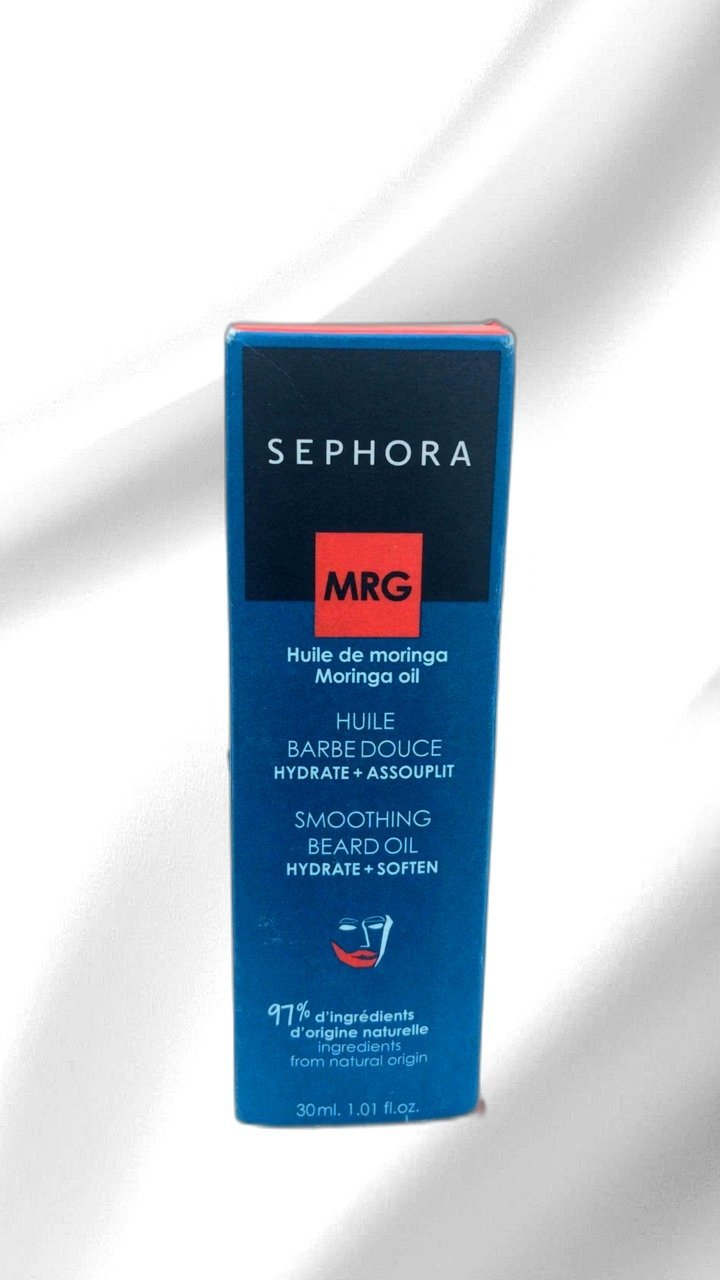 SEPHORA
MRG
Huile de moringa
Moringa oil
HUILE
BARBE DOUCE
HYDRATE + ASSOUPLIT
SMOOTHING
BEARD OIL
HYDRATE + SOFTEN
97% d'ingrédients
d'origine naturelle
ingredients
from natural origin
30ml. 1.01 fl.oz.